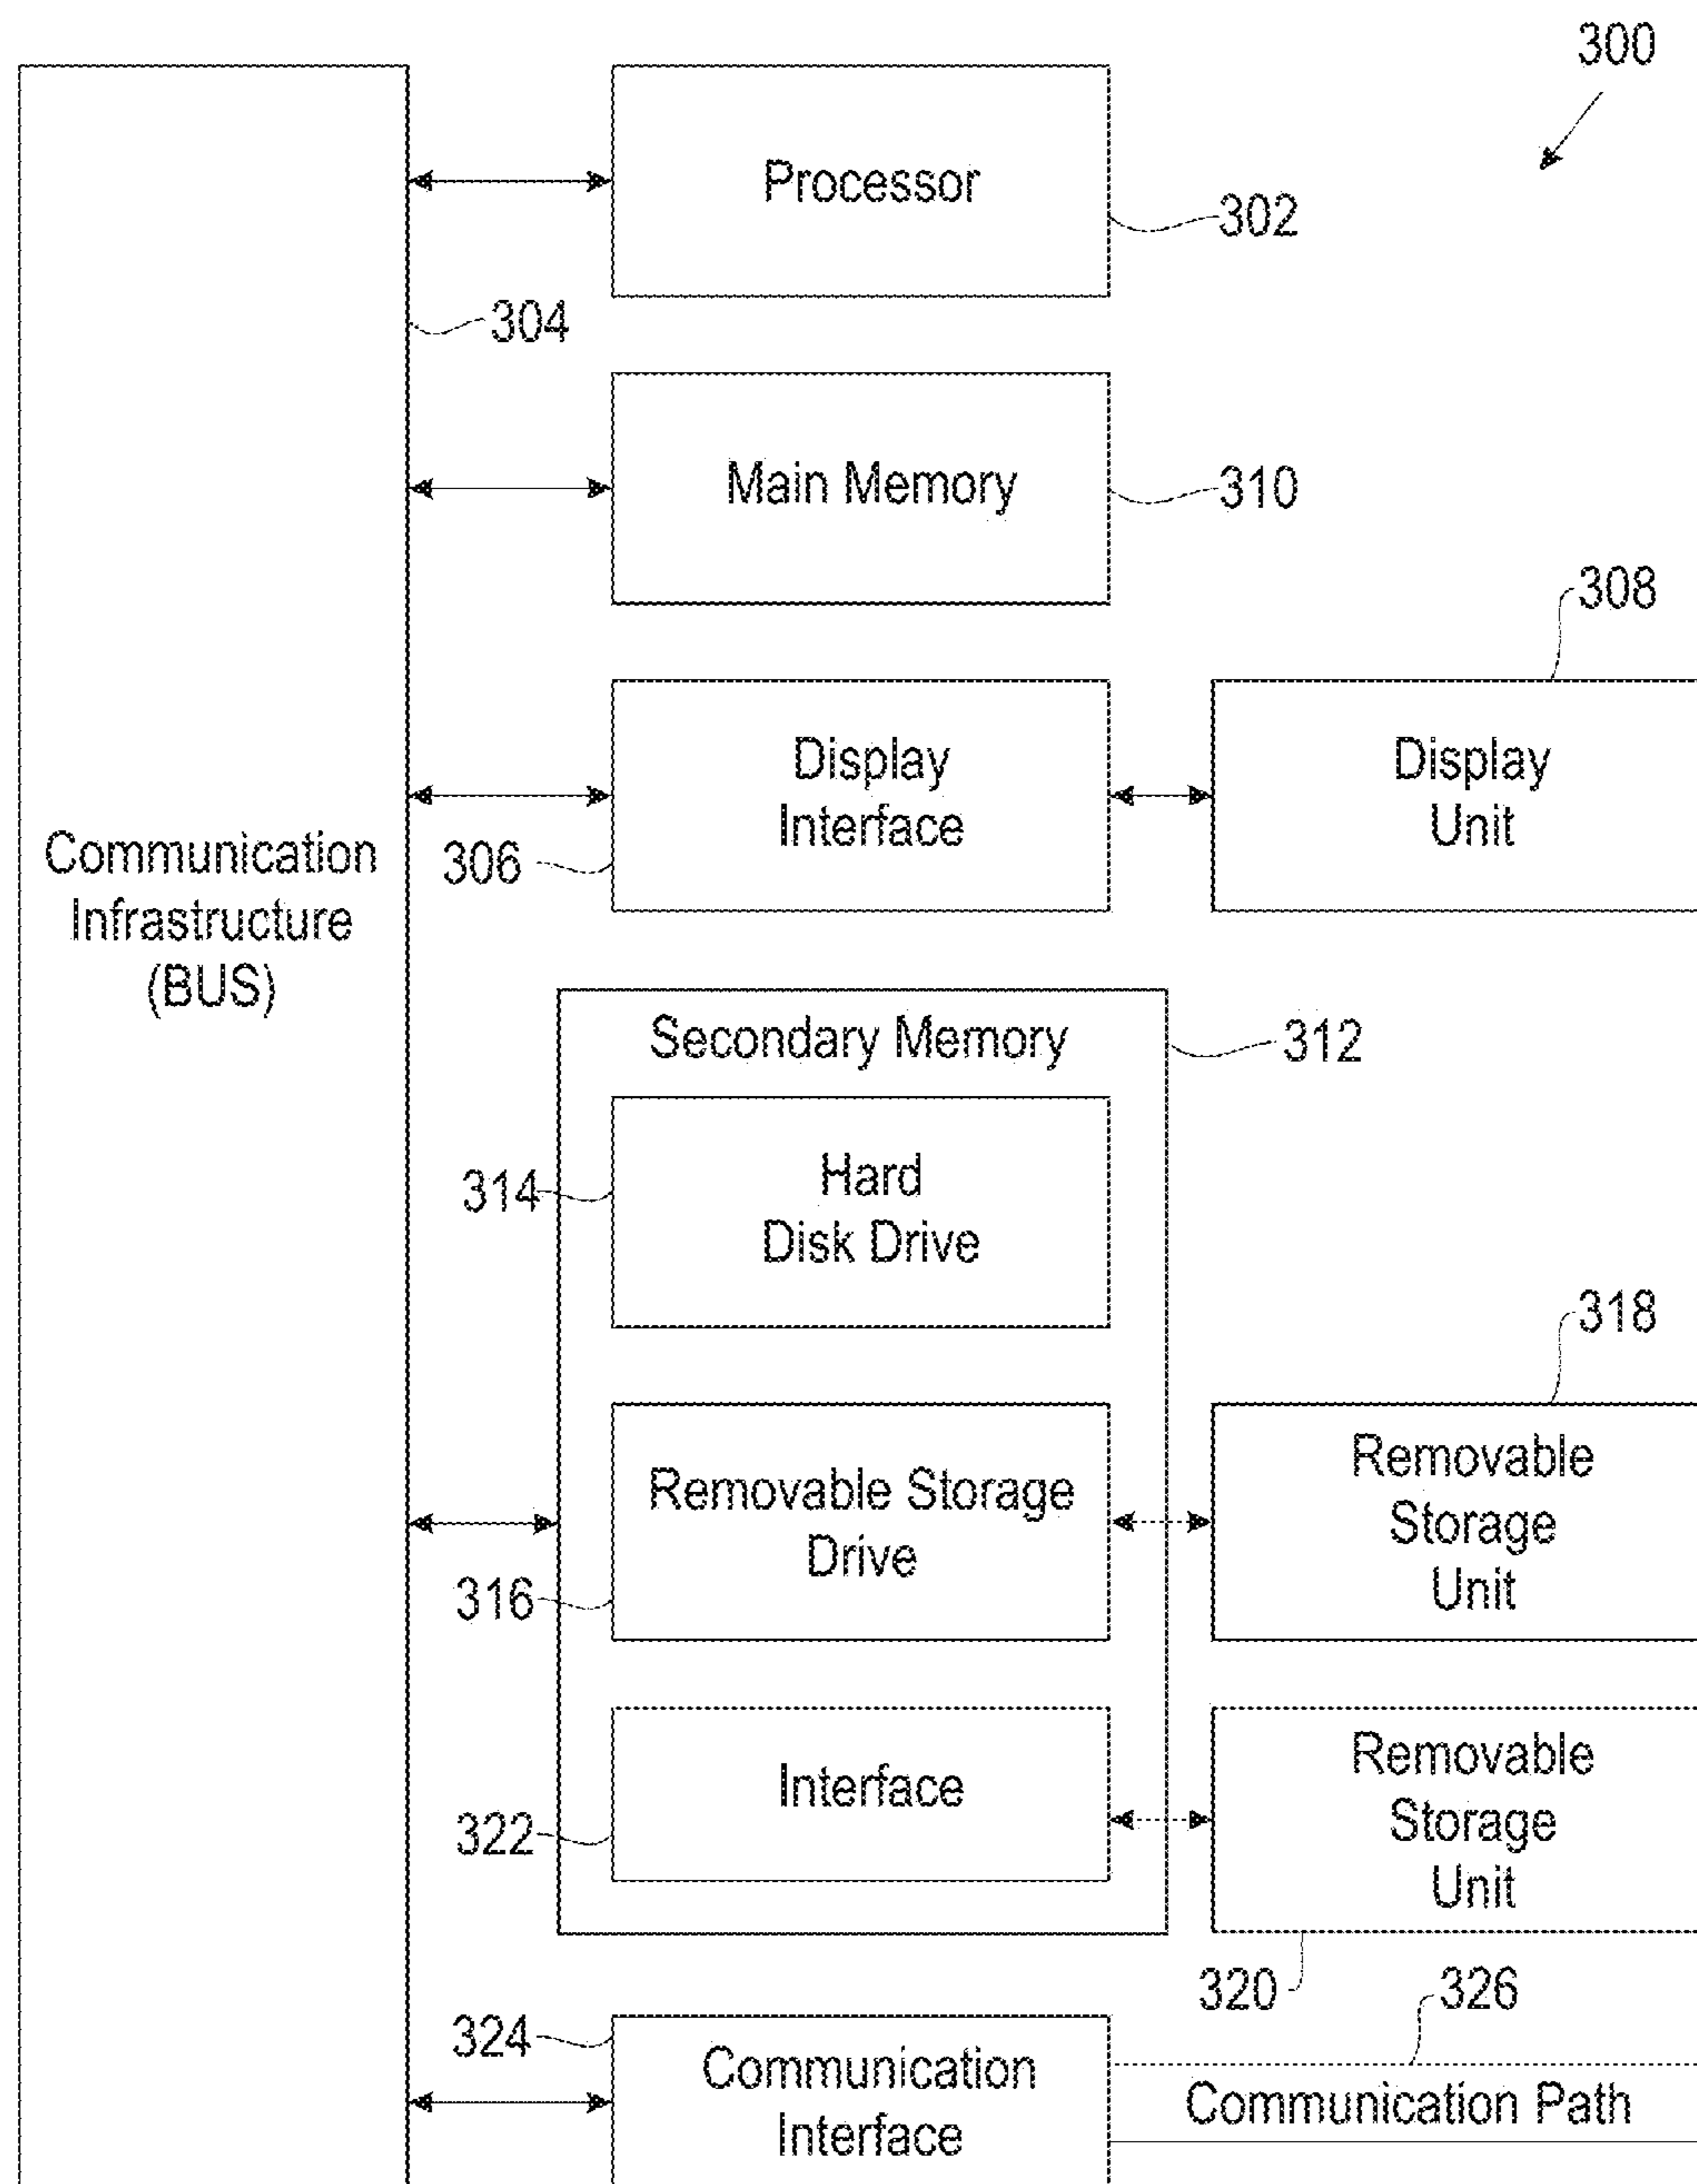 300
Processor
302
304
Main Memory
310
308
Display
Interface
306
Display
Unit
Communication
Infrastructure
(BUS)
Secondary Memory
312
Hard
Disk Drive
314
318
Removable Storage
Drive
316
Removable
Storage
Unit
Interface
322
Removable
Storage
Unit
320
326
324
Communication
Interface
Communication Path